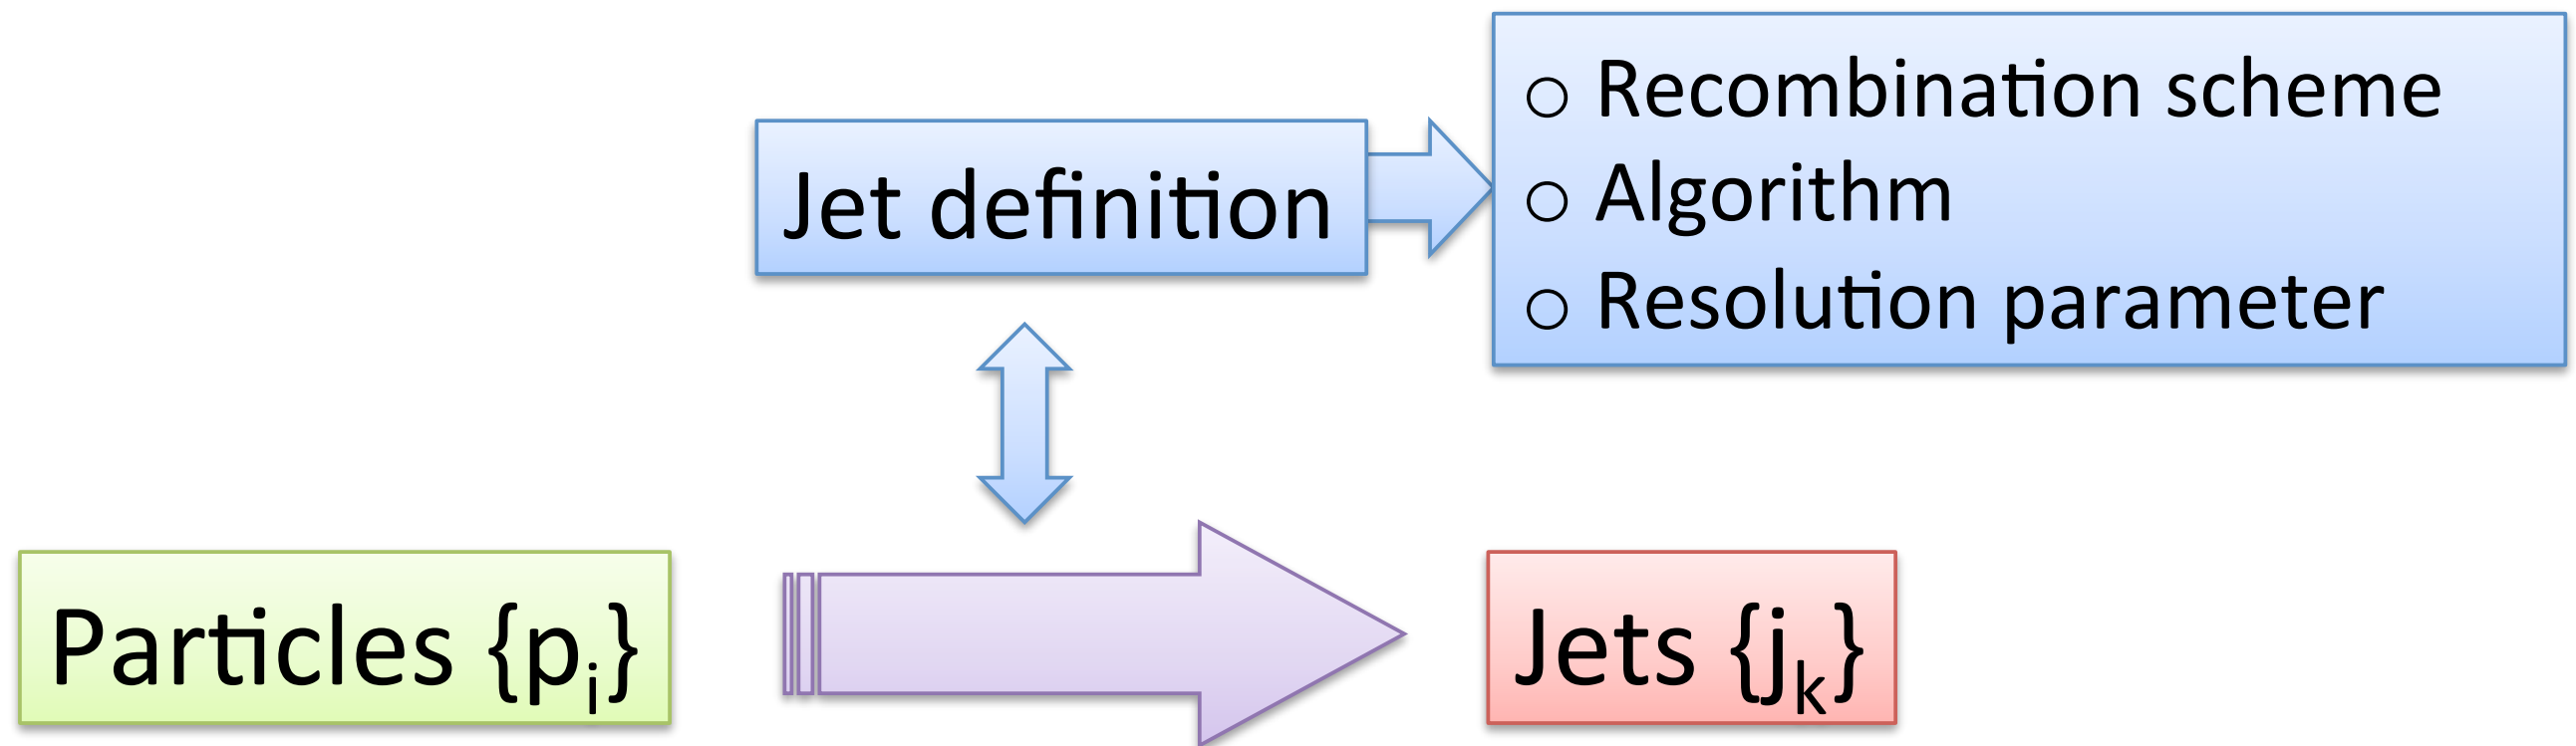 Jet definition
○ Recombination scheme
○ Algorithm
○ Resolution parameter
Particles {pᵢ}
Jets {jₖ}